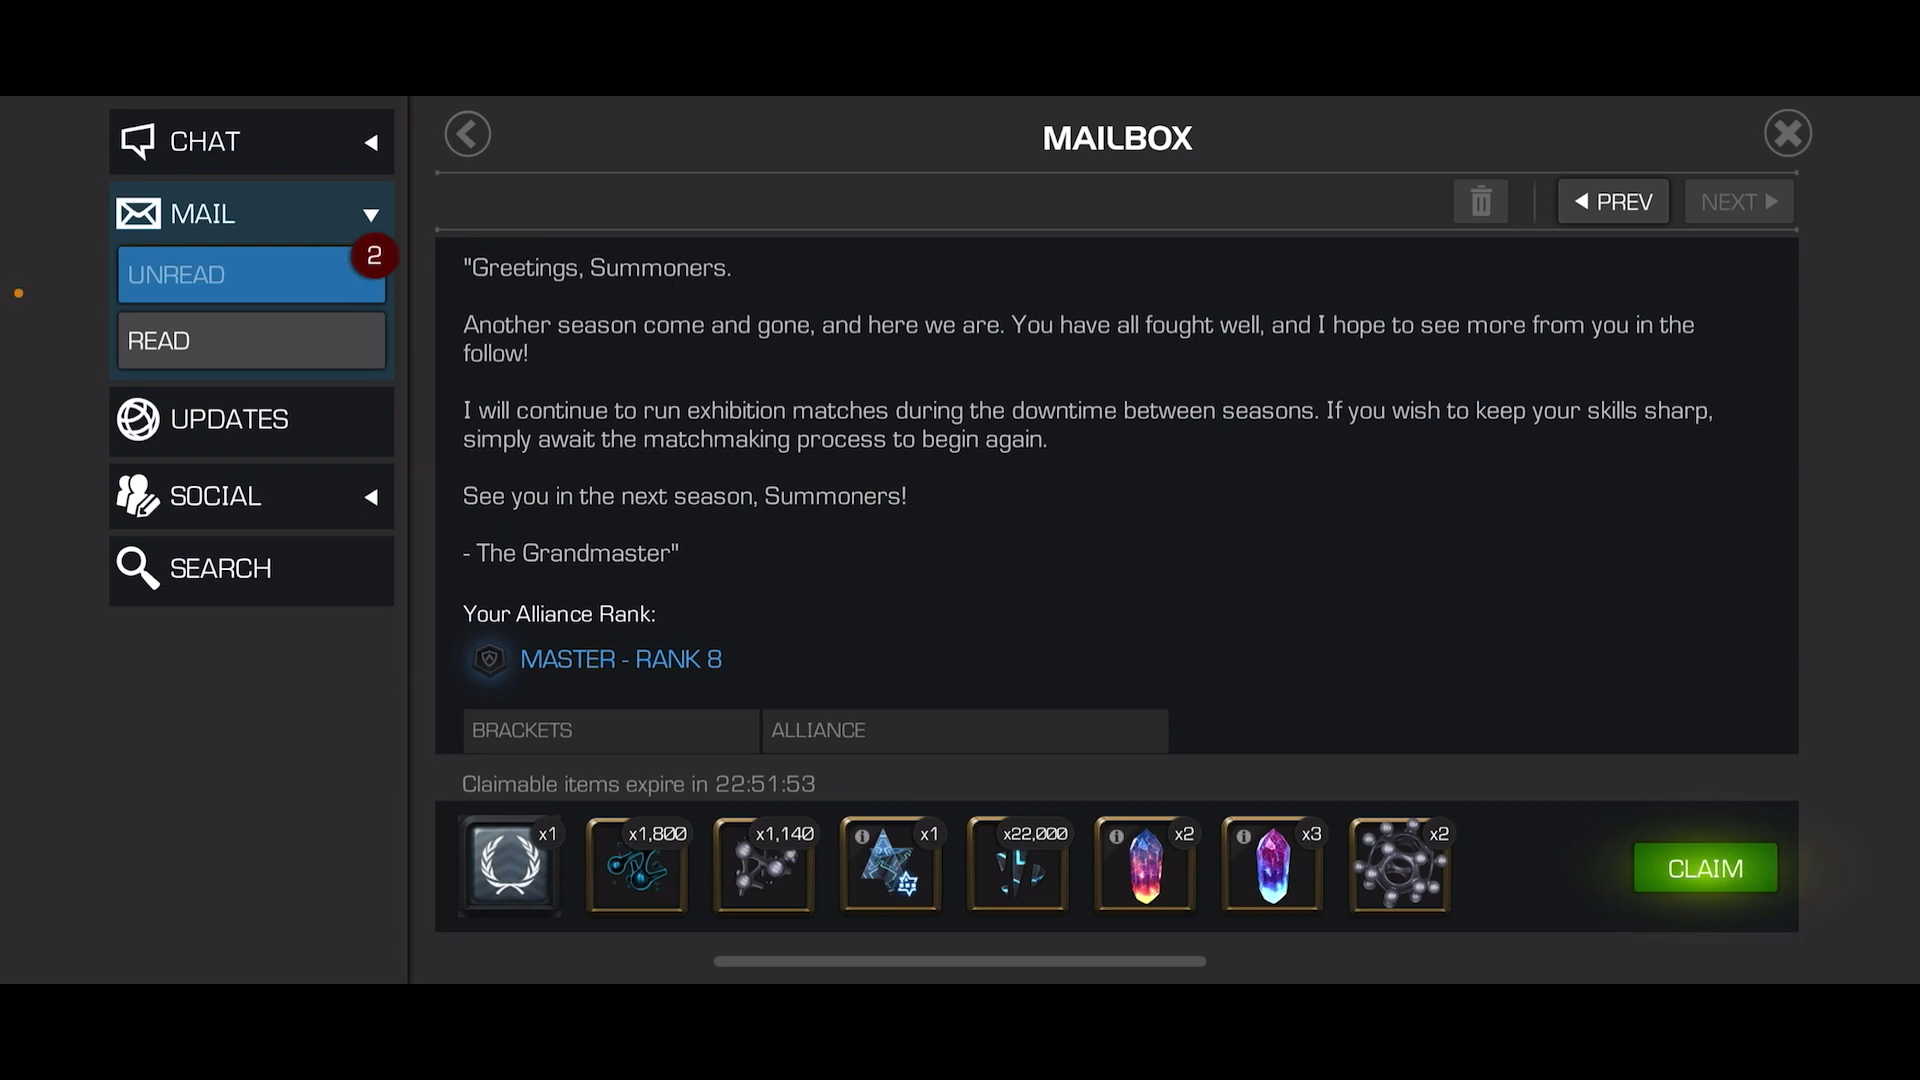 CHAT
MAIL
2
UNREAD
READ
UPDATES
SOCIAL
SEARCH
MAILBOX
PREV
NEXT
"Greetings, Summoners.
Another season come and gone, and here we are. You have all fought well, and I hope to see more from you in the
follow!
I will continue to run exhibition matches during the downtime between seasons. If you wish to keep your skills sharp,
simply await the matchmaking process to begin again.
See you in the next season, Summoners!
- The Grandmaster"
Your Alliance Rank:
MASTER - RANK 8
BRACKETS
ALLIANCE
Claimable items expire in 22:51:53
x1
x1,800
x1,140
x1
x22,000
x2
x3
x2
CLAIM